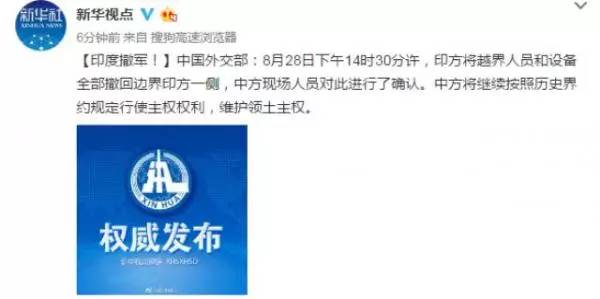 新华社
XINHUA NEWS
新华视点
6分钟前 来自 搜狗高速浏览器
【印度撤军！】中国外交部：8月28日下午14时30分许，印方将越界人员和设备
全部撤回边界印方一侧，中方现场人员对此进行了确认。中方将继续按照历史界
约规定行使主权权利，维护领土主权。
XIN HUA
权威发布